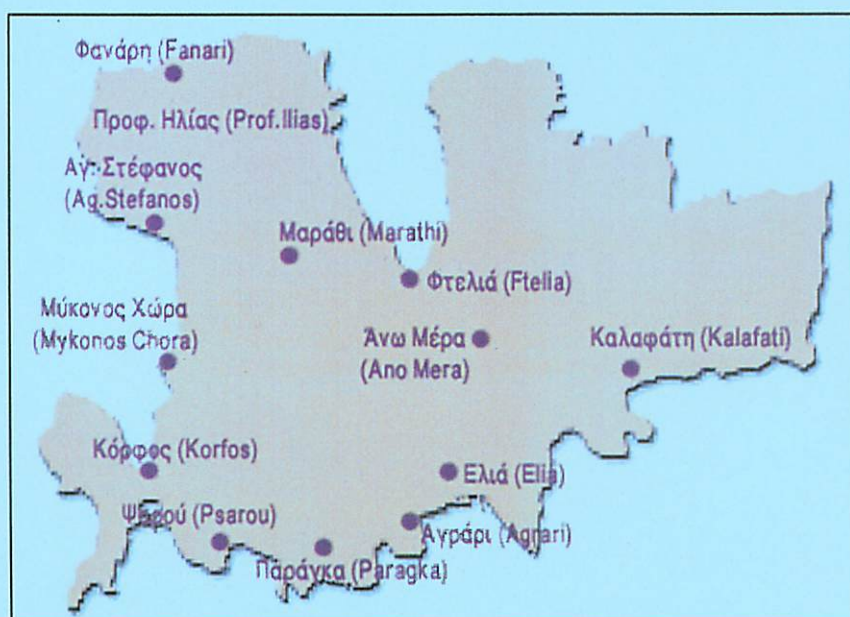 Φανάρη (Fanari)
Προφ. Ηλίας (Prof.Ilias)
Αγ. Στέφανος
(Ag.Stefanos)
Μαράθι (Marathi)
Φτελιά (Ftelia)
Μύκονος Χώρα
(Mykonos Chora)
Άνω Μέρα
(Ano Mera)
Καλαφάτη (Kalafati)
Κόρφος (Korfos)
Ελιά (Elia)
Ψαρού (Psarou)
Αγράρι (Agrari)
Παράγκα (Paragka)